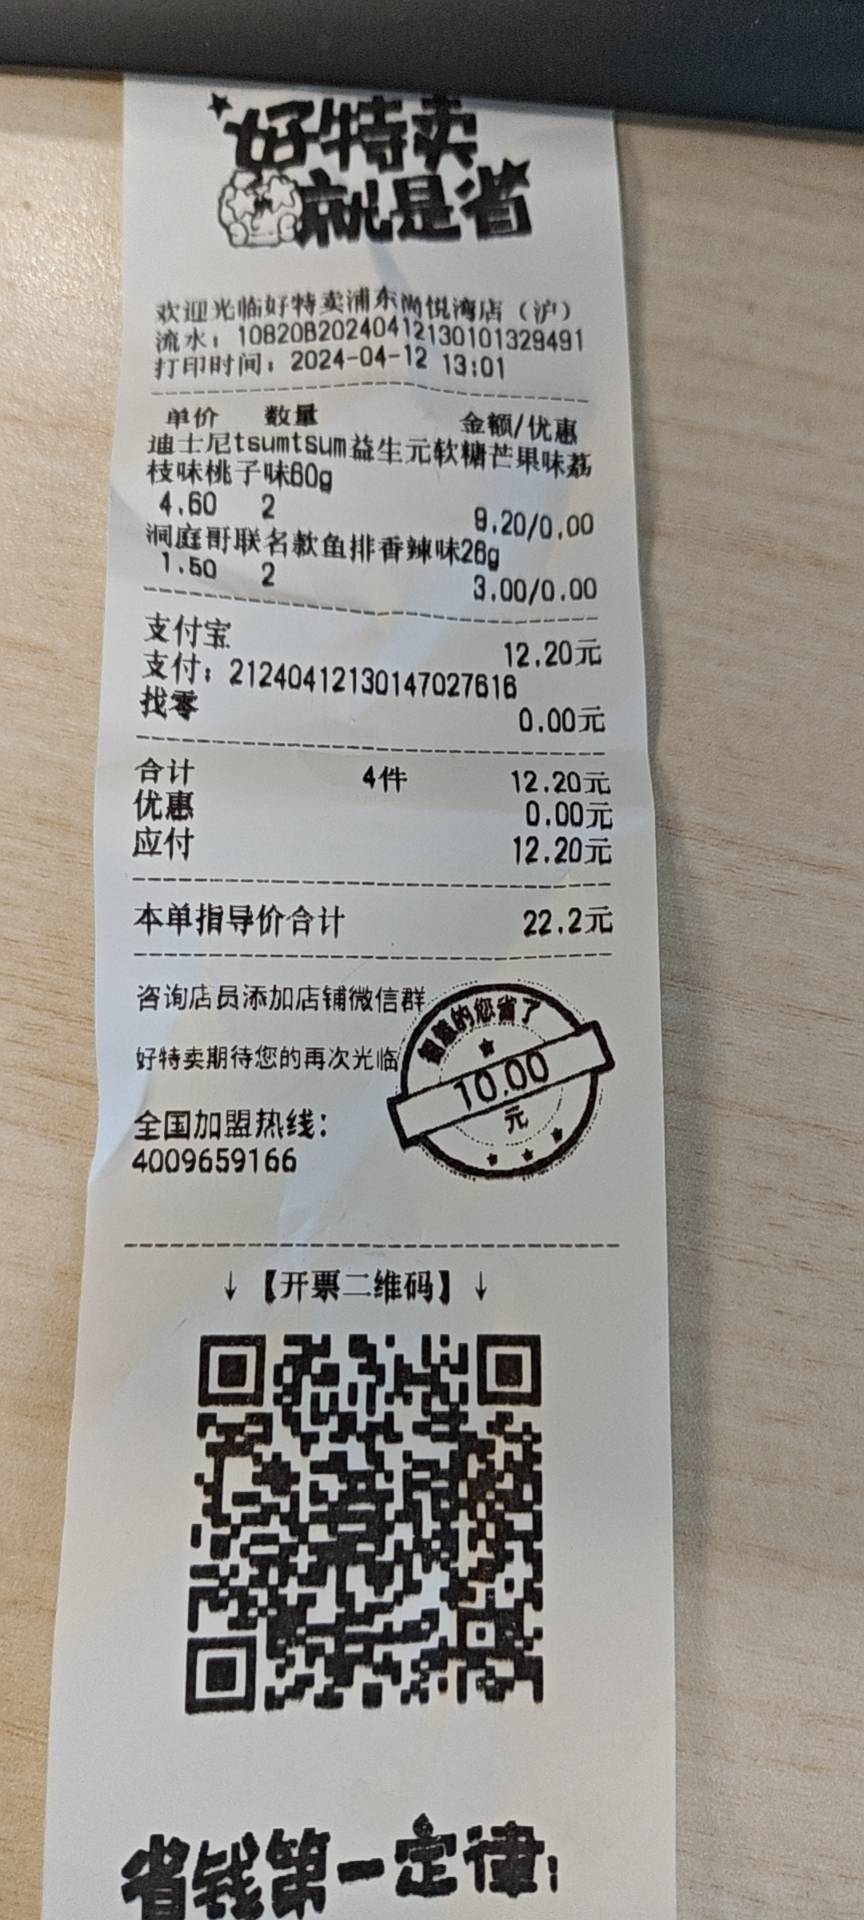 好特卖
就是省
欢迎光临好特卖浦东尚悦湾店（沪）
流水：10820B20240412130101329491
打印时间：2024-04-12 13:01
单价 数量 金额/优惠
迪士尼tsumtsum益生元软糖芒果味荔
枝味桃子味60g
4.60 2 9.20/0.00
洞庭哥联名款鱼排香辣味26g
1.50 2 3.00/0.00
支付宝 12.20元
支付：21240412130147027616
找零 0.00元
合计 4件 12.20元
优惠 0.00元
应付 12.20元
本单指导价合计 22.2元
咨询店员添加店铺微信群
好特卖期待您的再次光临
的您省了
10.00
元
全国加盟热线：
4009659166
↓【开票二维码】↓
省钱第一定律：